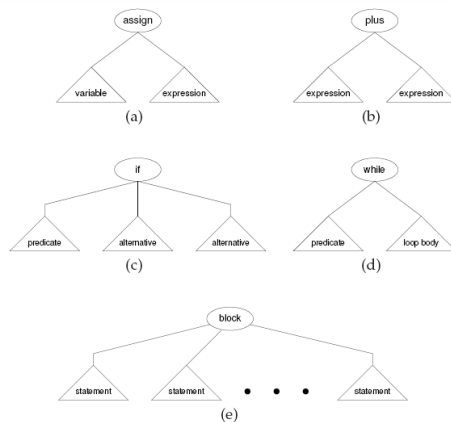 assign plus
variable expression expression expression
(a) (b)
if while
predicate alternative alternative predicate loop body
(c) (d)
block
statement statement statement
(e)